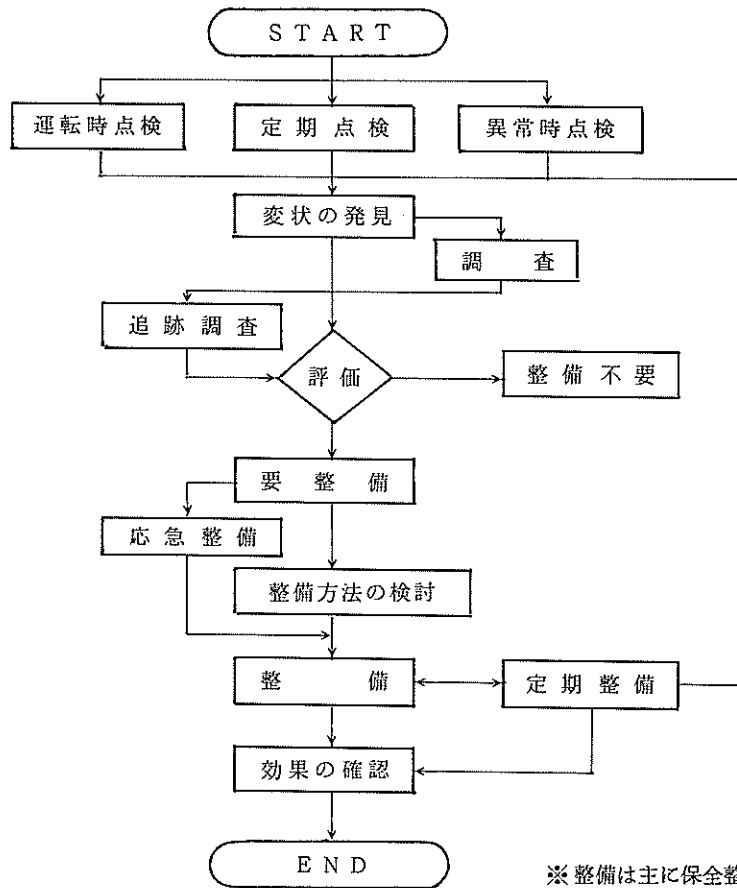 START
運転時点検
定期点検
異常時点検
変状の発見
調査
追跡調査
評価
整備不要
要整備
応急整備
整備方法の検討
整備
定期整備
効果の確認
END
※整備は主に保全整